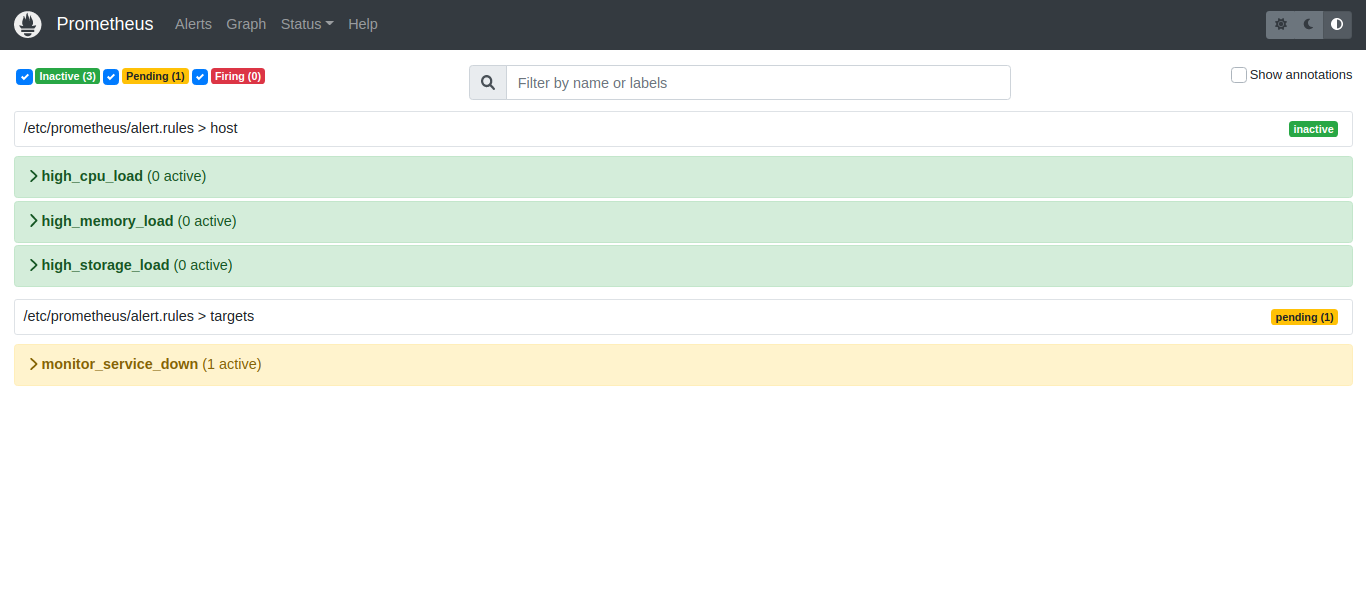 Prometheus Alerts Graph Status Help
Inactive (3) Pending (1) Firing (0) Filter by name or labels Show annotations
/etc/prometheus/alert.rules > host inactive
high_cpu_load (0 active)
high_memory_load (0 active)
high_storage_load (0 active)
/etc/prometheus/alert.rules > targets pending (1)
monitor_service_down (1 active)